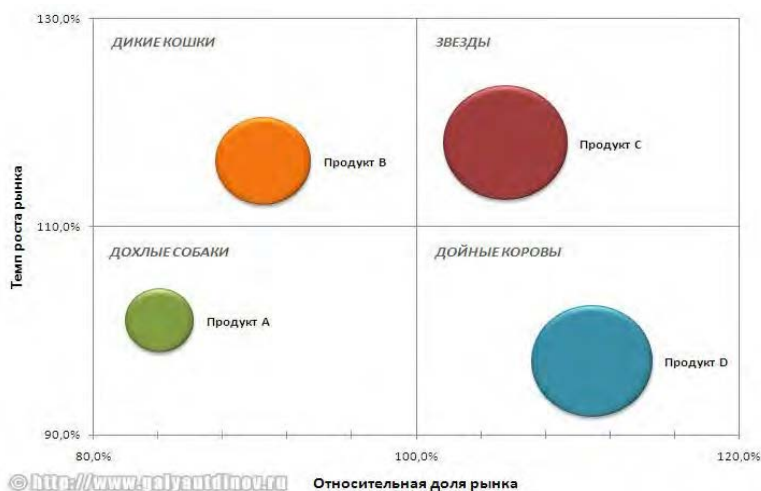 130,0%
ДИКИЕ КОШКИ
ЗВЕЗДЫ
Продукт C
Продукт B
Темп роста рынка
110,0%
ДОХЛЫЕ СОБАКИ
ДОЙНЫЕ КОРОВЫ
Продукт A
Продукт D
90,0%
80,0%
100,0%
120,0%
© http://www.galyautdinov.ru
Относительная доля рынка